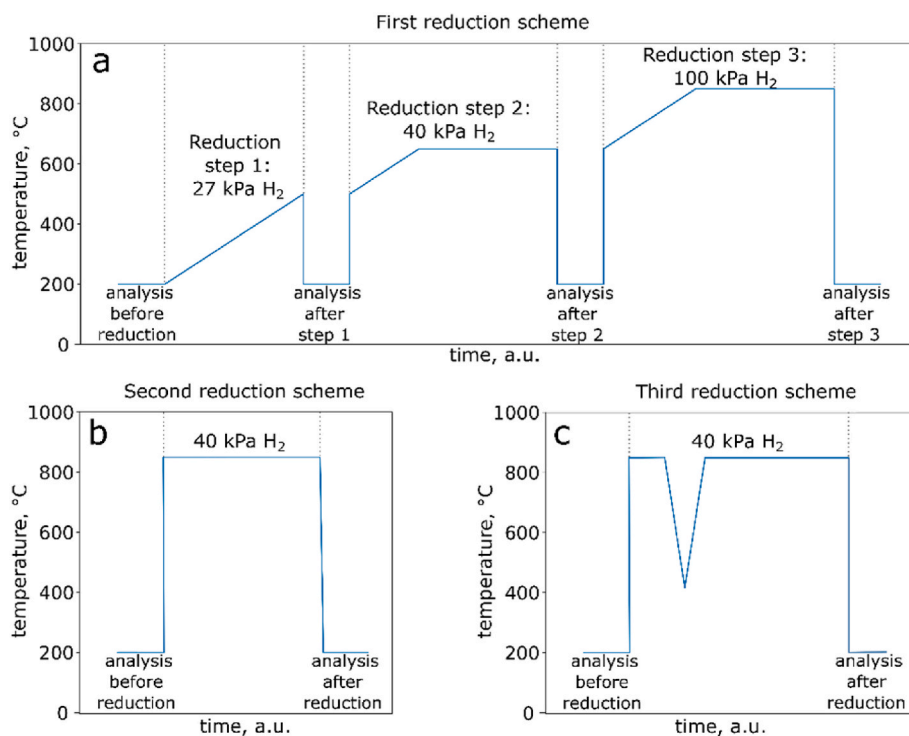 First reduction scheme
a
1000
800
600
400
200
0
temperature, °C
Reduction
step 1:
27 kPa H₂
Reduction step 2:
40 kPa H₂
Reduction step 3:
100 kPa H₂
analysis
before
reduction
analysis
after
step 1
analysis
after
step 2
analysis
after
step 3
time, a.u.
Second reduction scheme
b
1000
800
600
400
200
0
temperature, °C
40 kPa H₂
analysis
before
reduction
analysis
after
reduction
time, a.u.
Third reduction scheme
c
1000
800
600
400
200
0
temperature, °C
40 kPa H₂
analysis
before
reduction
analysis
after
reduction
time, a.u.